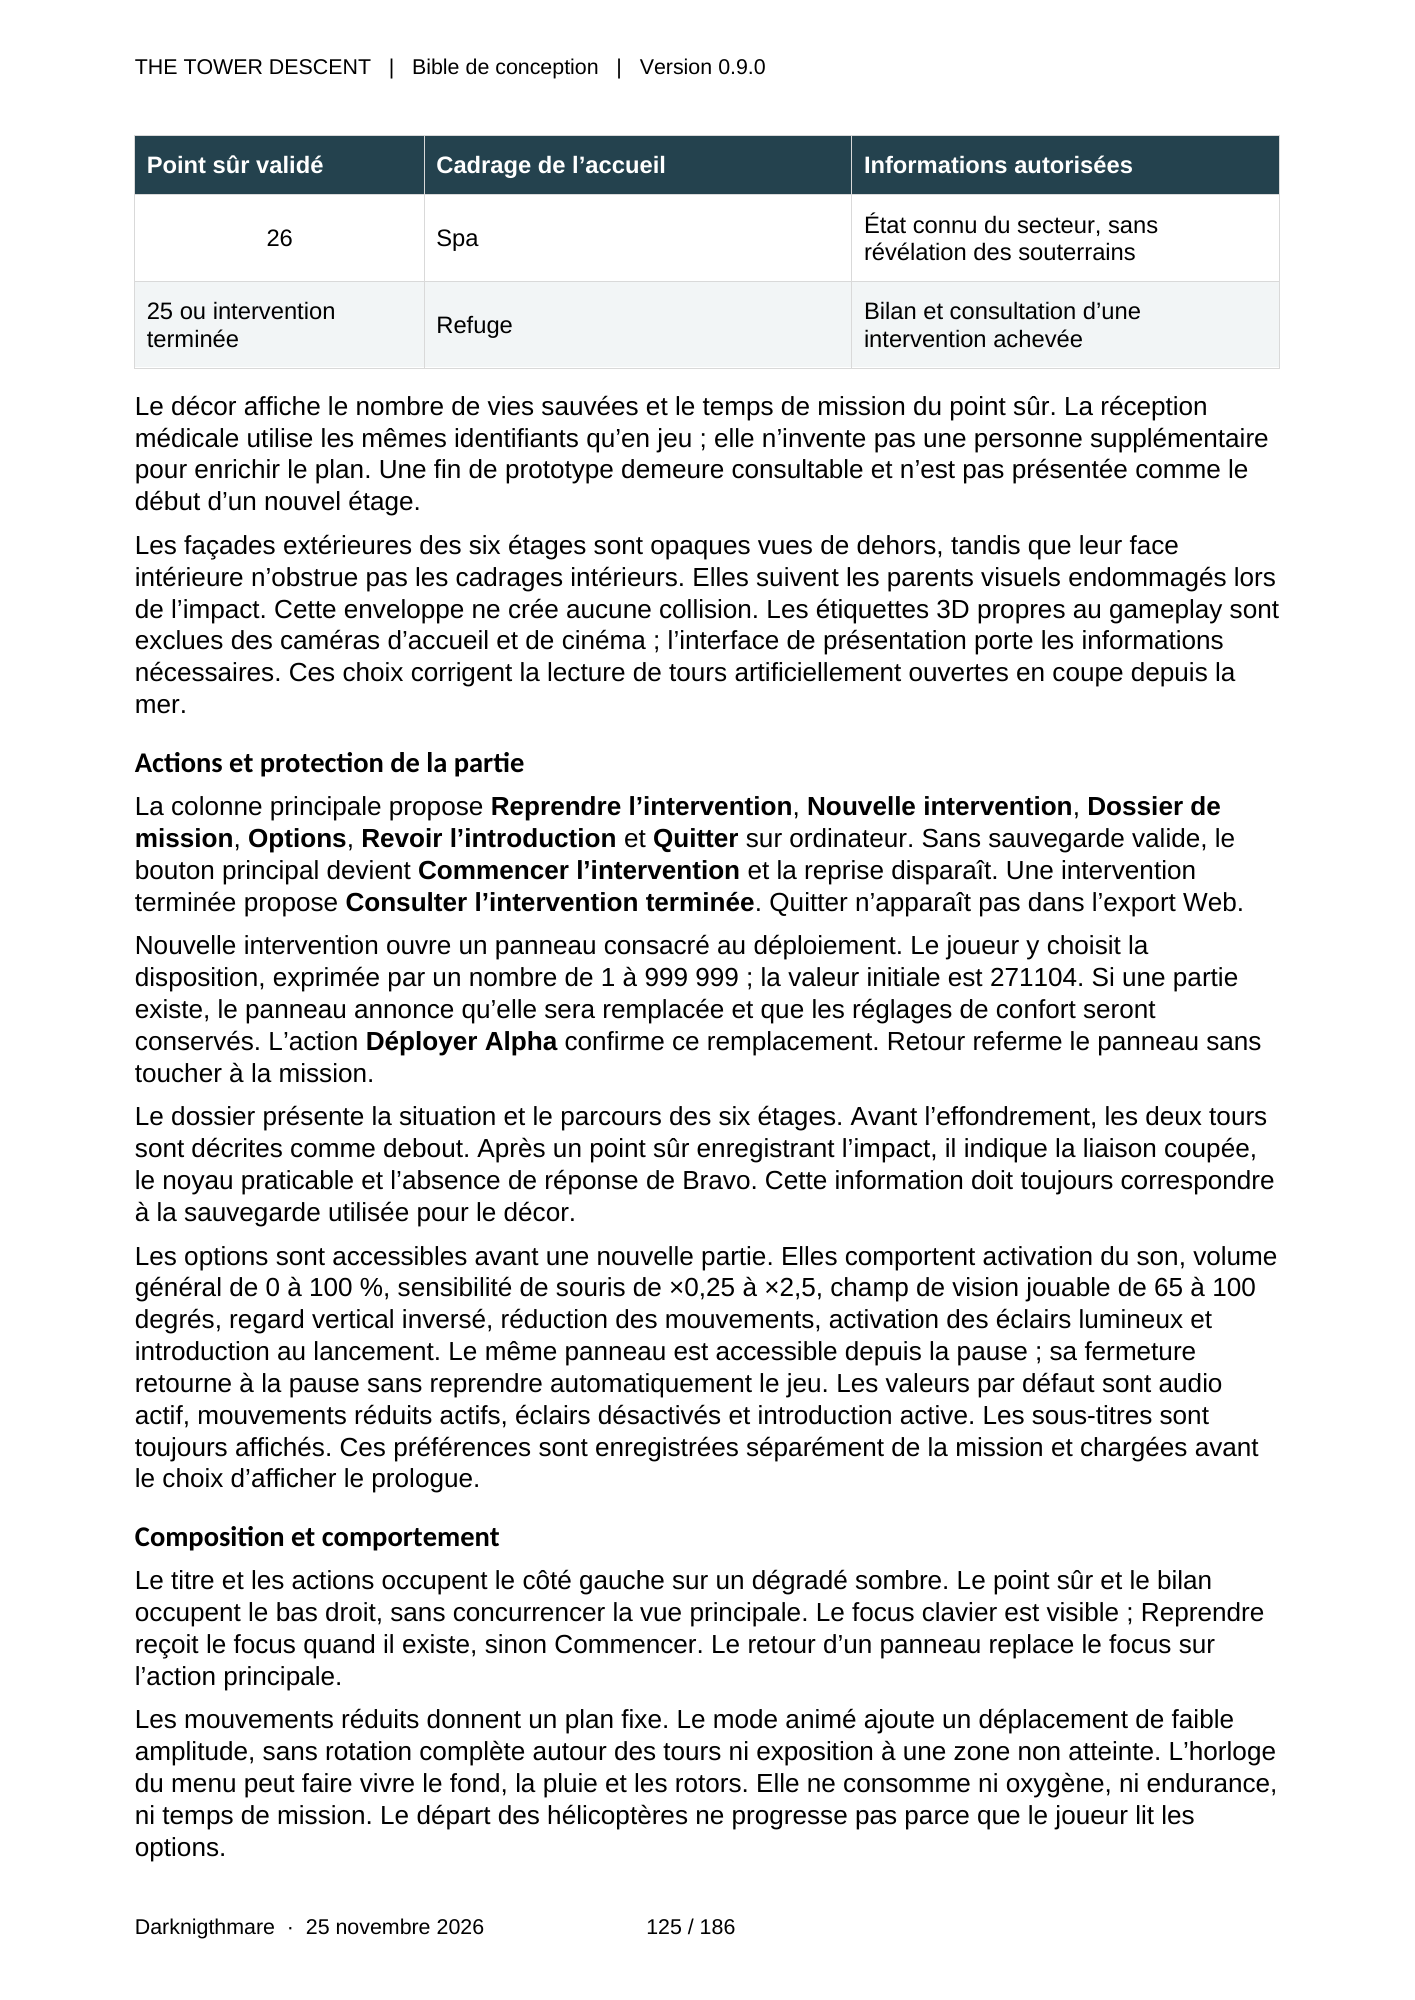 THE TOWER DESCENT | Bible de conception | Version 0.9.0
Point sûr validé
Cadrage de l’accueil
Informations autorisées
26
Spa
État connu du secteur, sans
révélation des souterrains
25 ou intervention
terminée
Refuge
Bilan et consultation d’une
intervention achevée
Le décor affiche le nombre de vies sauvées et le temps de mission du point sûr. La réception
médicale utilise les mêmes identifiants qu’en jeu ; elle n’invente pas une personne supplémentaire
pour enrichir le plan. Une fin de prototype demeure consultable et n’est pas présentée comme le
début d’un nouvel étage.
Les façades extérieures des six étages sont opaques vues de dehors, tandis que leur face
intérieure n’obstrue pas les cadrages intérieurs. Elles suivent les parents visuels endommagés lors
de l’impact. Cette enveloppe ne crée aucune collision. Les étiquettes 3D propres au gameplay sont
exclues des caméras d’accueil et de cinéma ; l’interface de présentation porte les informations
nécessaires. Ces choix corrigent la lecture de tours artificiellement ouvertes en coupe depuis la
mer.
Actions et protection de la partie
La colonne principale propose Reprendre l’intervention, Nouvelle intervention, Dossier de
mission, Options, Revoir l’introduction et Quitter sur ordinateur. Sans sauvegarde valide, le
bouton principal devient Commencer l’intervention et la reprise disparaît. Une intervention
terminée propose Consulter l’intervention terminée. Quitter n’apparaît pas dans l’export Web.
Nouvelle intervention ouvre un panneau consacré au déploiement. Le joueur y choisit la
disposition, exprimée par un nombre de 1 à 999 999 ; la valeur initiale est 271104. Si une partie
existe, le panneau annonce qu’elle sera remplacée et que les réglages de confort seront
conservés. L’action Déployer Alpha confirme ce remplacement. Retour referme le panneau sans
toucher à la mission.
Le dossier présente la situation et le parcours des six étages. Avant l’effondrement, les deux tours
sont décrites comme debout. Après un point sûr enregistrant l’impact, il indique la liaison coupée,
le noyau praticable et l’absence de réponse de Bravo. Cette information doit toujours correspondre
à la sauvegarde utilisée pour le décor.
Les options sont accessibles avant une nouvelle partie. Elles comportent activation du son, volume
général de 0 à 100 %, sensibilité de souris de ×0,25 à ×2,5, champ de vision jouable de 65 à 100
degrés, regard vertical inversé, réduction des mouvements, activation des éclairs lumineux et
introduction au lancement. Le même panneau est accessible depuis la pause ; sa fermeture
retourne à la pause sans reprendre automatiquement le jeu. Les valeurs par défaut sont audio
actif, mouvements réduits actifs, éclairs désactivés et introduction active. Les sous-titres sont
toujours affichés. Ces préférences sont enregistrées séparément de la mission et chargées avant
le choix d’afficher le prologue.
Composition et comportement
Le titre et les actions occupent le côté gauche sur un dégradé sombre. Le point sûr et le bilan
occupent le bas droit, sans concurrencer la vue principale. Le focus clavier est visible ; Reprendre
reçoit le focus quand il existe, sinon Commencer. Le retour d’un panneau replace le focus sur
l’action principale.
Les mouvements réduits donnent un plan fixe. Le mode animé ajoute un déplacement de faible
amplitude, sans rotation complète autour des tours ni exposition à une zone non atteinte. L’horloge
du menu peut faire vivre le fond, la pluie et les rotors. Elle ne consomme ni oxygène, ni endurance,
ni temps de mission. Le départ des hélicoptères ne progresse pas parce que le joueur lit les
options.
Darknigthmare · 25 novembre 2026
125 / 186